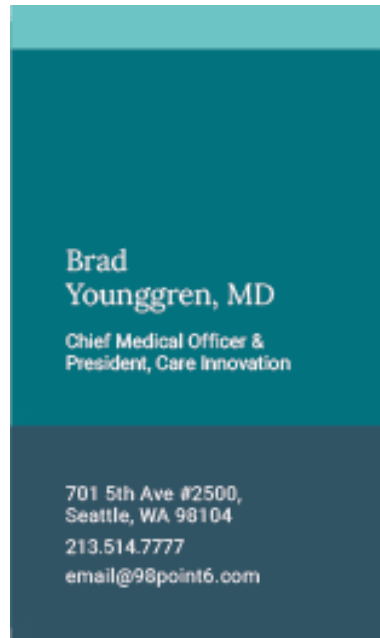 Brad
Younggren, MD
Chief Medical Officer &
President, Care Innovation
701 5th Ave #2500,
Seattle, WA 98104
213.514.7777
email@98point6.com